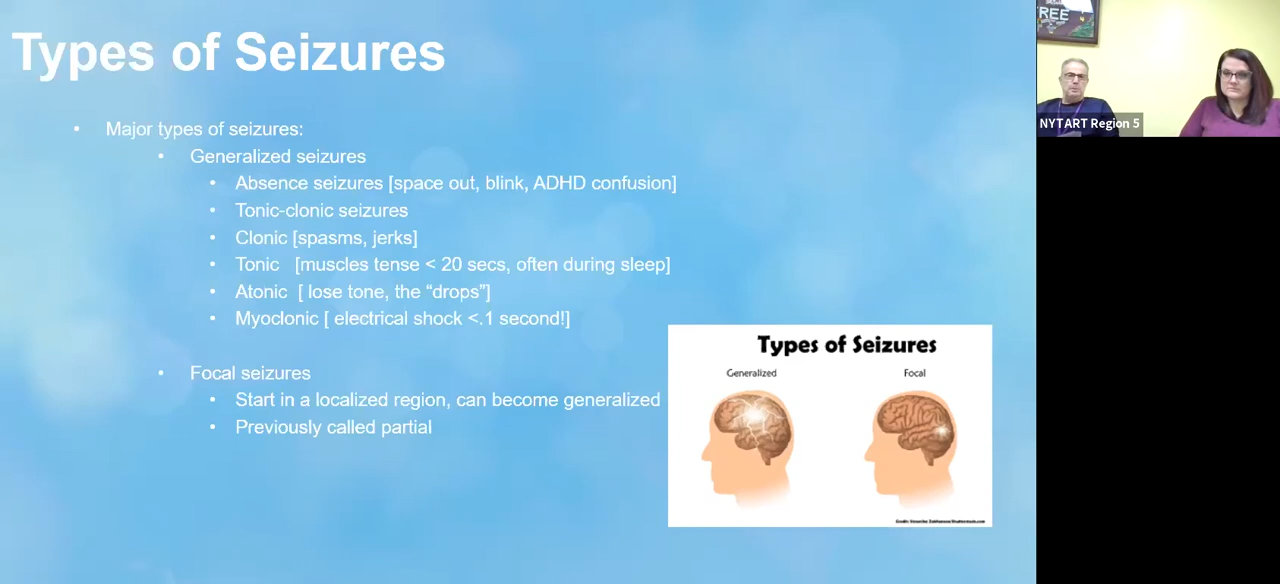 Types of Seizures
• Major types of seizures:
• Generalized seizures
• Absence seizures [space out, blink, ADHD confusion]
• Tonic-clonic seizures
• Clonic [spasms, jerks]
• Tonic [muscles tense < 20 secs, often during sleep]
• Atonic [ lose tone, the “drops”]
• Myoclonic [ electrical shock <.1 second!]
• Focal seizures
• Start in a localized region, can become generalized
• Previously called partial
Types of Seizures
Generalized
Focal
REE
NYTART Region 5